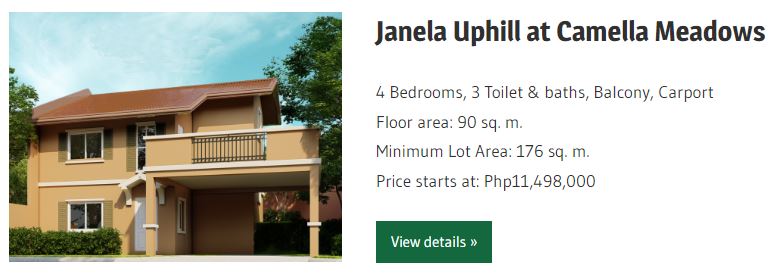 Janela Uphill at Camella Meadows
4 Bedrooms, 3 Toilet & baths, Balcony, Carport
Floor area: 90 sq. m.
Minimum Lot Area: 176 sq. m.
Price starts at: Php11,498,000
View details »